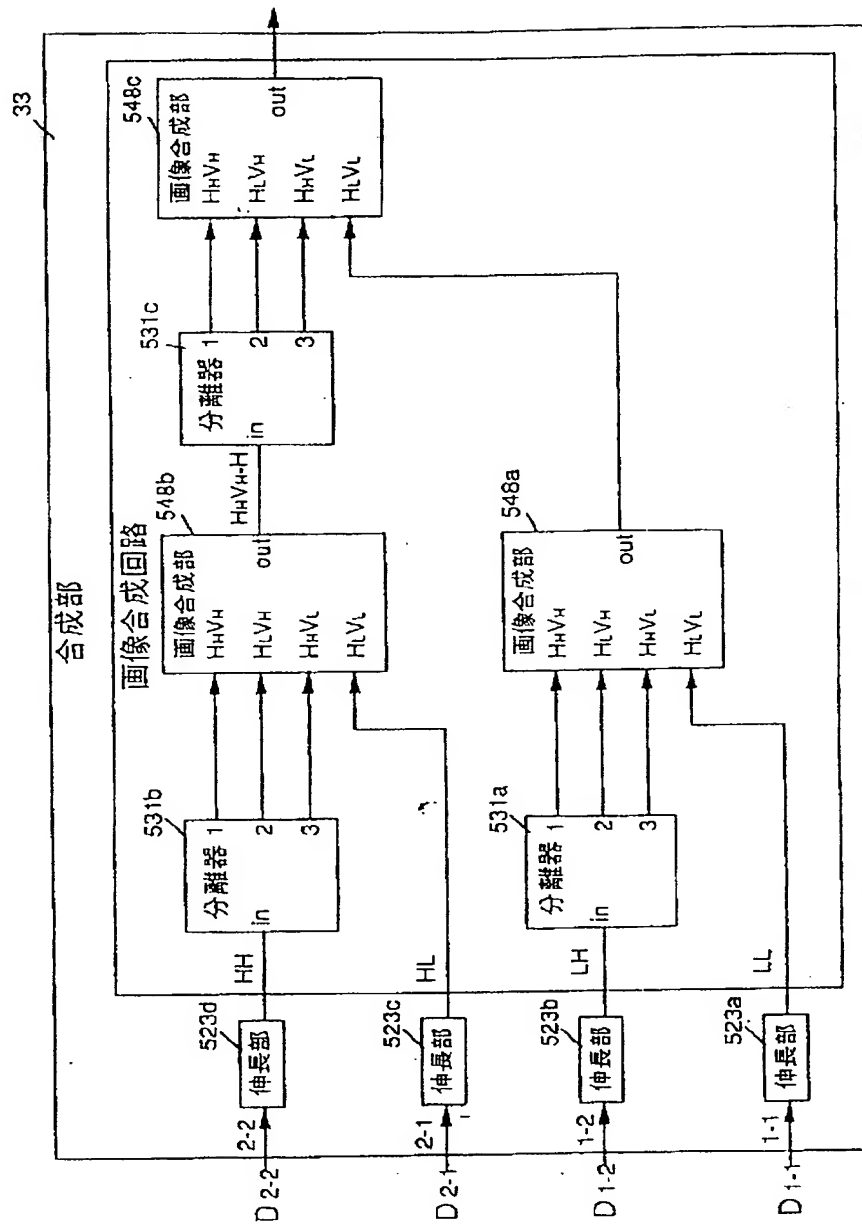 33
合成部
画像合成回路
548c
画像合成部
HHVH
HLVH
HHVL
HLVL
out
531c
分離器
in
1
2
3
HHVH-H
548b
画像合成部
HHVH
HLVH
HHVL
HLVL
out
548a
画像合成部
HHVH
HLVH
HHVL
HLVL
out
531b
分離器
in
1
2
3
531a
分離器
in
1
2
3
HH
HL
LH
LL
523d
伸長部
523c
伸長部
523b
伸長部
523a
伸長部
2-2
2-1
1-2
1-1
D2-2
D2-1
D1-2
D1-1